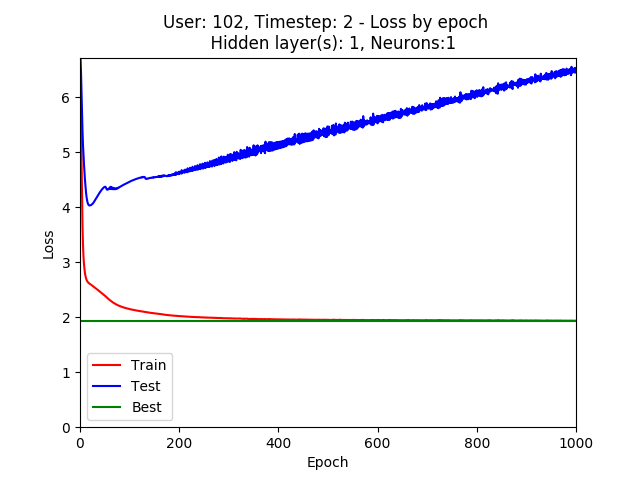 User: 102, Timestep: 2 - Loss by epoch
Hidden layer(s): 1, Neurons:1
6
5
4
3
2
1
0
Loss
Train
Test
Best
0 200 400 600 800 1000
Epoch